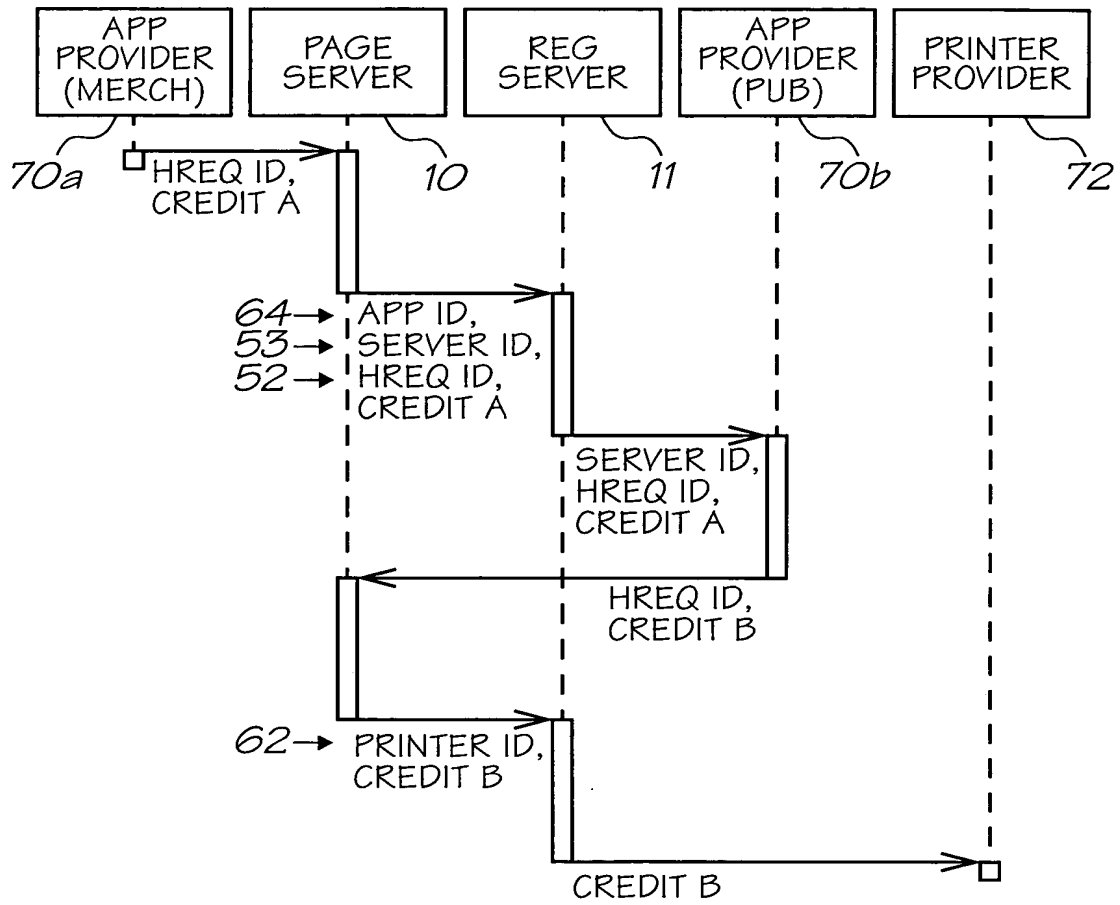 APP
PROVIDER
(MERCH)
PAGE
SERVER
REG
SERVER
APP
PROVIDER
(PUB)
PRINTER
PROVIDER
70a
10
11
70b
72
HREQ ID,
CREDIT A
64
APP ID,
53
SERVER ID,
52
HREQ ID,
CREDIT A
SERVER ID,
HREQ ID,
CREDIT A
HREQ ID,
CREDIT B
62
PRINTER ID,
CREDIT B
CREDIT B